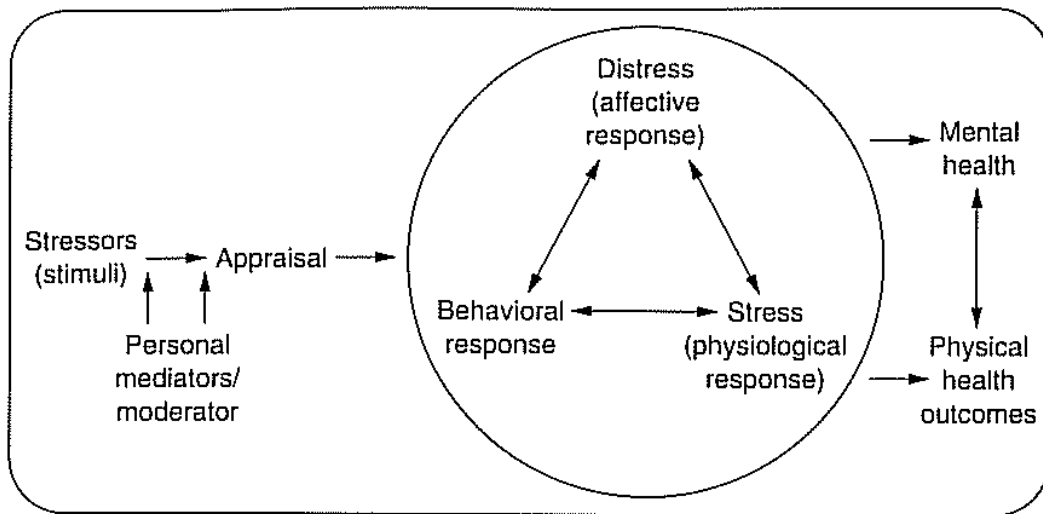 Distress
(affective
response)
Mental
health
Stressors
(stimuli)
Appraisal
Behavioral
response
Stress
(physiological
response)
Personal
mediators/
moderator
Physical
health
outcomes